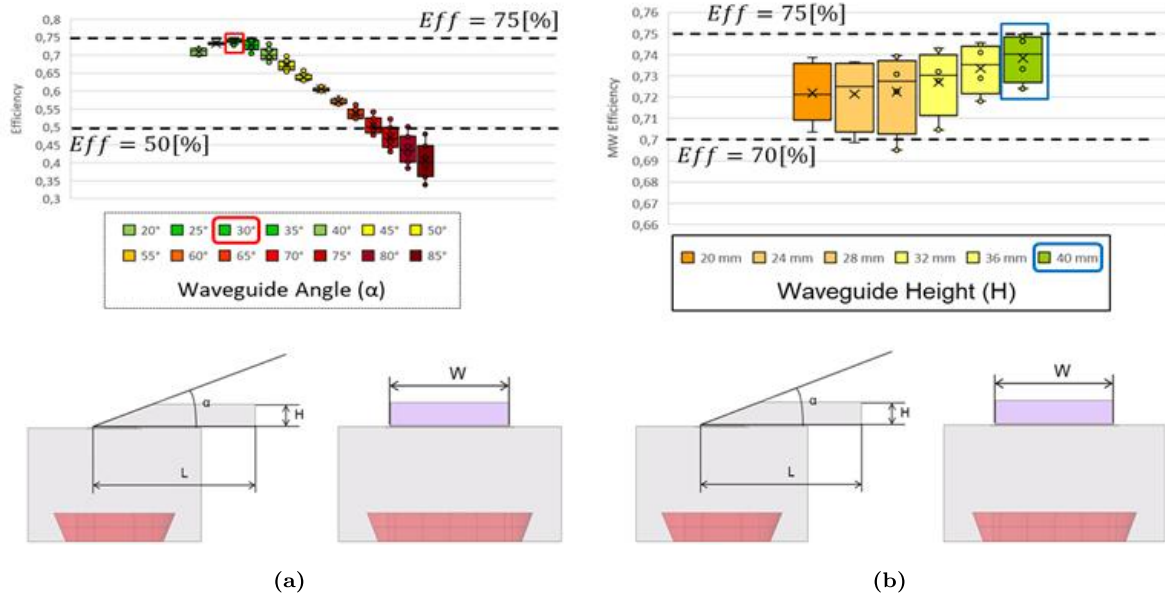 0,8
0,75
0,7
0,65
0,6
0,55
0,5
0,45
0,4
0,35
0,3
Efficiency
Eff = 75[%]
Eff = 50[%]
20° 25° 30° 35° 40° 45° 50°
55° 60° 65° 70° 75° 80° 85°
Waveguide Angle (α)
α
H
L
W
(a)
0,76
0,75
0,74
0,73
0,72
0,71
0,7
0,69
0,68
0,67
0,66
MW Efficiency
Eff = 75[%]
Eff = 70[%]
20 mm 24 mm 28 mm 32 mm 36 mm 40 mm
Waveguide Height (H)
α
H
L
W
(b)